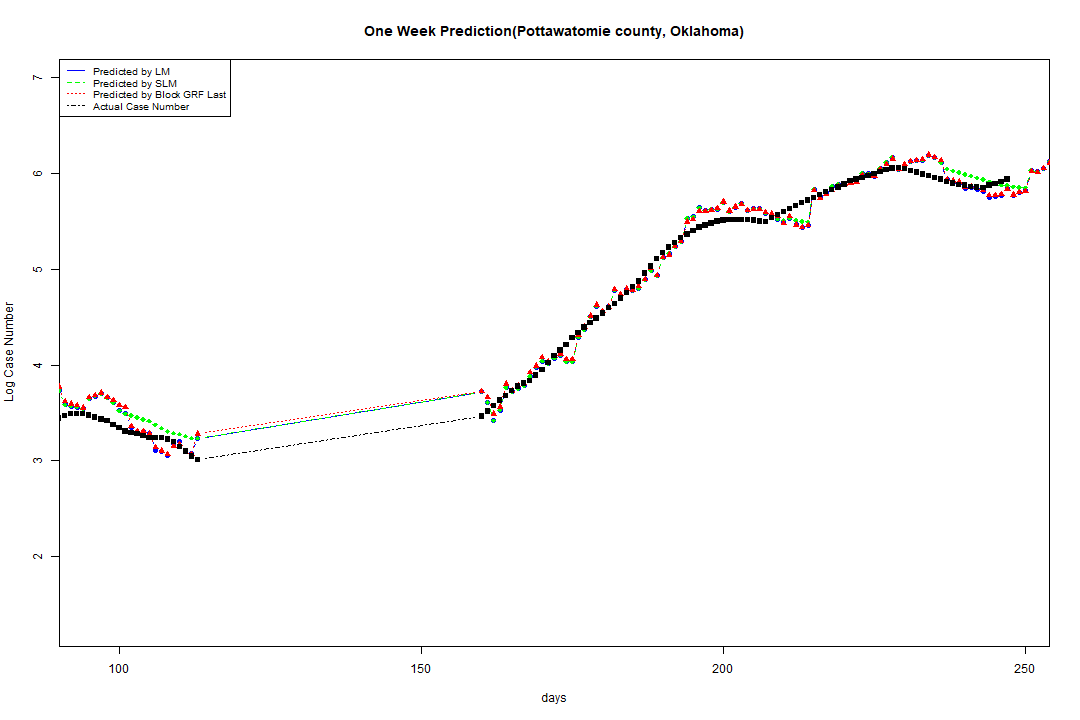 One Week Prediction(Pottawatomie county, Oklahoma)
Predicted by LM
Predicted by SLM
Predicted by Block GRF Last
Actual Case Number
7
6
5
4
3
2
Log Case Number
100 150 200 250
days